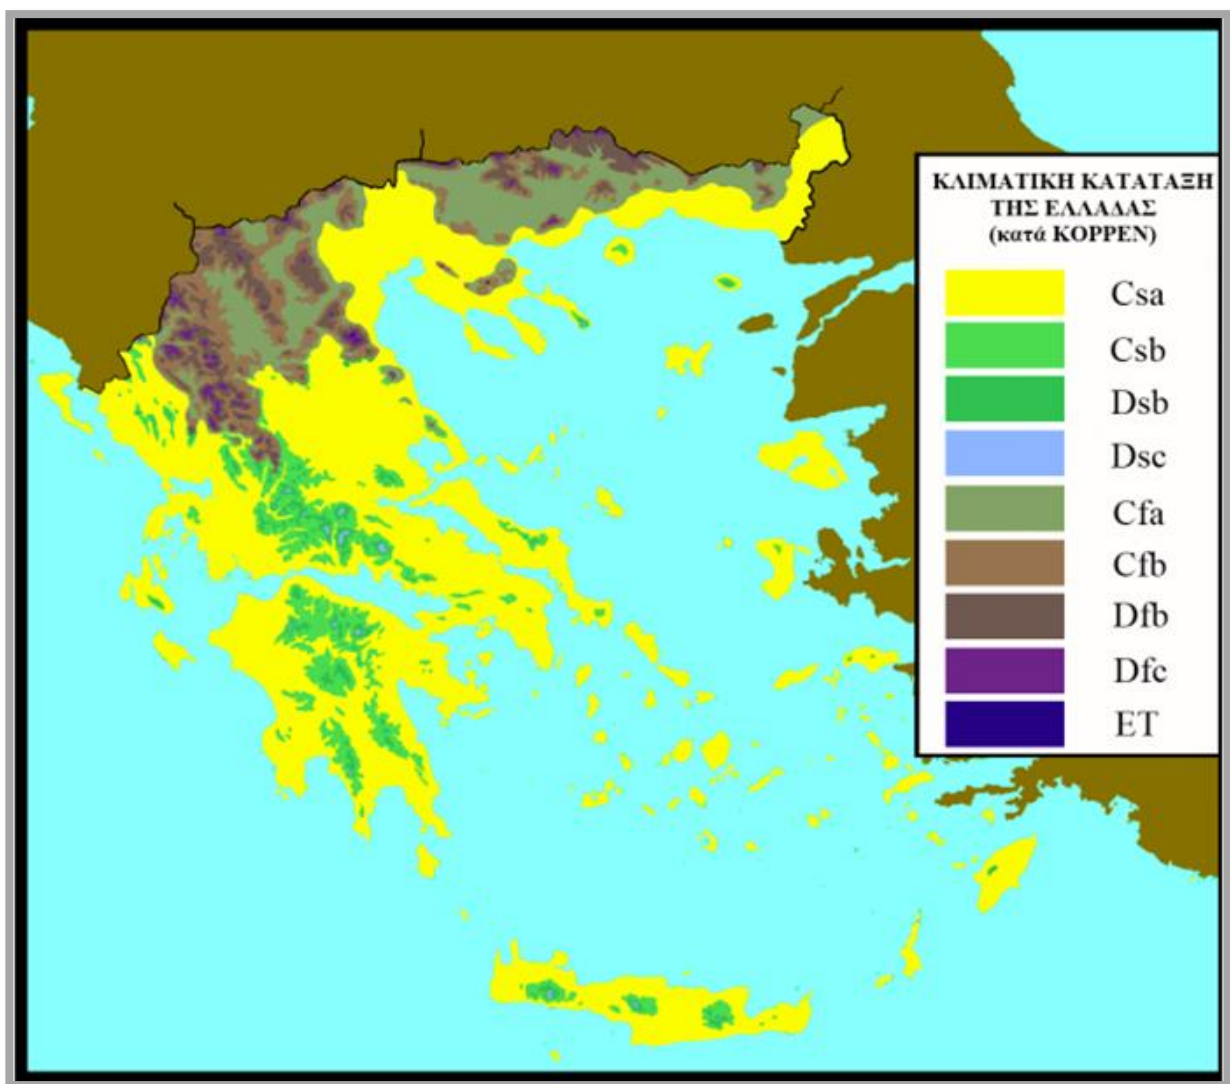 ΚΛΙΜΑΤΙΚΗ ΚΑΤΑΤΑΞΗ
ΤΗΣ ΕΛΛΑΔΑΣ
(κατά ΚΟΡΡΕΝ)
Csa
Csb
Dsb
Dsc
Cfa
Cfb
Dfb
Dfc
ET